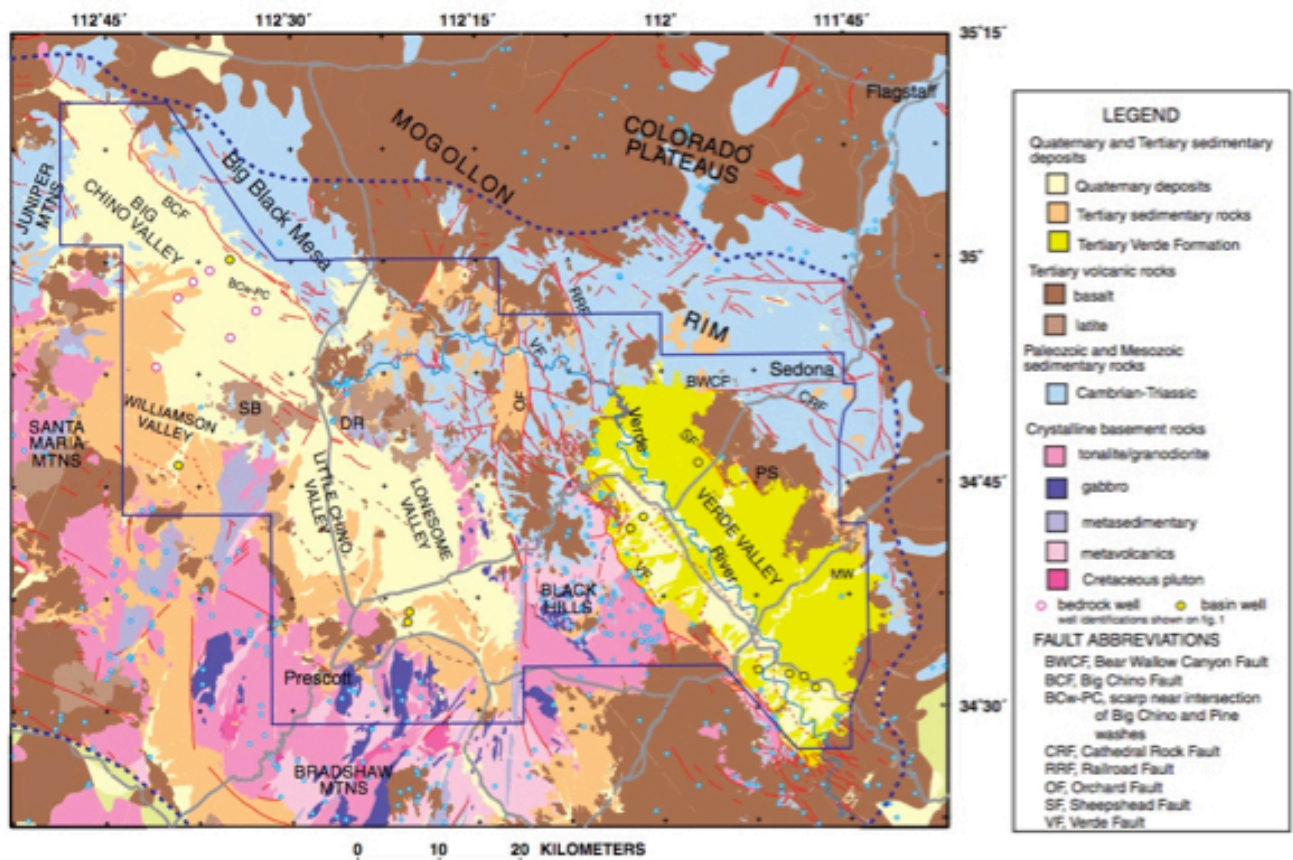 112˚45´
112˚30´
112˚15´
112˚
111˚45´
35˚15´
Flagstaff
MOGOLLON
COLORADO
PLATEAUS
JUNIPER
MTNS
BIG
CHINO VALLEY
BCF
Big Black Mesa
35˚
BCw-PC
RRF
RIM
VF
Sedona
BWCF
CRF
OF
SB
DR
WILLIAMSON
VALLEY
Verde
SF
PS
SANTA
MARIA
MTNS
34˚45´
LITTLE CHINO
VALLEY
LONESOME
VALLEY
VERDE VALLEY
River
VF
MW
BLACK
HILLS
Prescott
34˚30´
BRADSHAW
MTNS
0 10 20 KILOMETERS
LEGEND
Quaternary and Tertiary sedimentary
deposits
Quaternary deposits
Tertiary sedimentary rocks
Tertiary Verde Formation
Tertiary volcanic rocks
basalt
latite
Paleozoic and Mesozoic
sedimentary rocks
Cambrian-Triassic
Crystalline basement rocks
tonalite/granodiorite
gabbro
metasedimentary
metavolcanics
Cretaceous pluton
bedrock well basin well
well identifications shown on fig. 1
FAULT ABBREVIATIONS
BWCF, Bear Wallow Canyon Fault
BCF, Big Chino Fault
BCw-PC, scarp near intersection
of Big Chino and Pine
washes
CRF, Cathedral Rock Fault
RRF, Railroad Fault
OF, Orchard Fault
SF, Sheepshead Fault
VF, Verde Fault